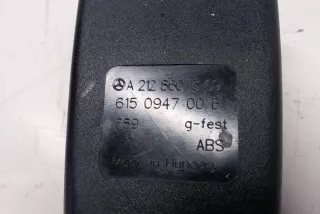 A 212 860
615 0947 00 B
g-fest
ABS
Made in Hungary